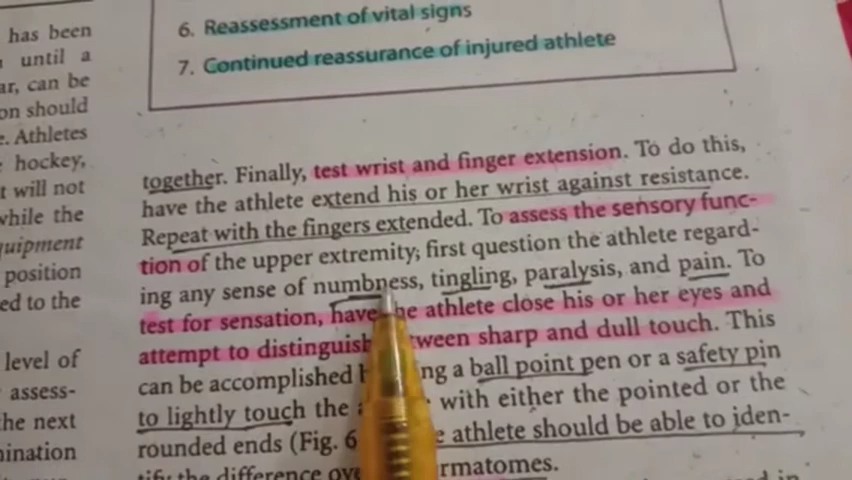 has been
until a
ar, can be
on should
e. Athletes
hockey,
t will not
while the
quipment
position
ed to the
level of
assess-
he next
ination
6. Reassessment of vital signs
7. Continued reassurance of injured athlete
together. Finally, test wrist and finger extension. To do this,
have the athlete extend his or her wrist against resistance.
Repeat with the fingers extended. To assess the sensory func-
tion of the upper extremity; first question the athlete regard-
ing any sense of numbness, tingling, paralysis, and pain. To
test for sensation, have he athlete close his or her eyes and
attempt to distinguish tween sharp and dull touch. This
can be accomplished ng a ball point pen or a safety pin
to lightly touch the with either the pointed or the
rounded ends (Fig. 6 e athlete should be able to iden-
tify the difference ove rmatomes.